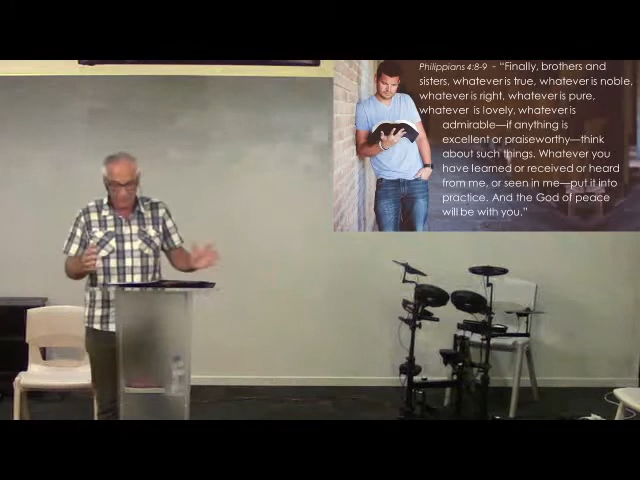 Philippians 4:8-9 - "Finally, brothers and
sisters, whatever is true, whatever is noble,
whatever is right, whatever is pure,
whatever is lovely, whatever is
admirable—if anything is
excellent or praiseworthy—think
about such things. Whatever you
have learned or received or heard
from me, or seen in me—put it into
practice. And the God of peace
will be with you."